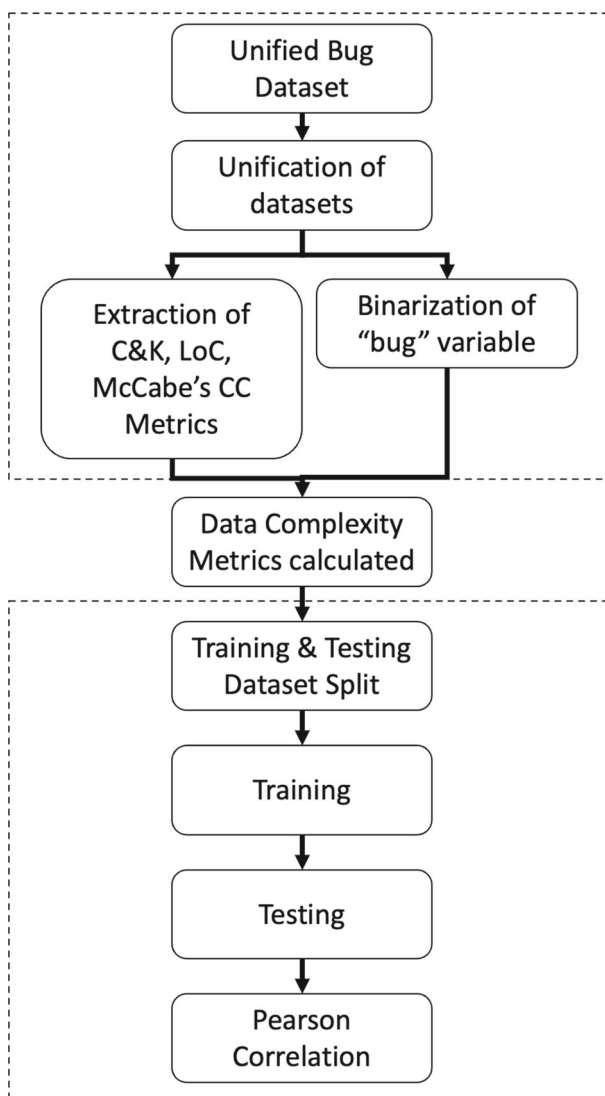 Unified Bug
Dataset
Unification of
datasets
Extraction of
C&K, LoC,
McCabe’s CC
Metrics
Binarization of
“bug” variable
Data Complexity
Metrics calculated
Training & Testing
Dataset Split
Training
Testing
Pearson
Correlation